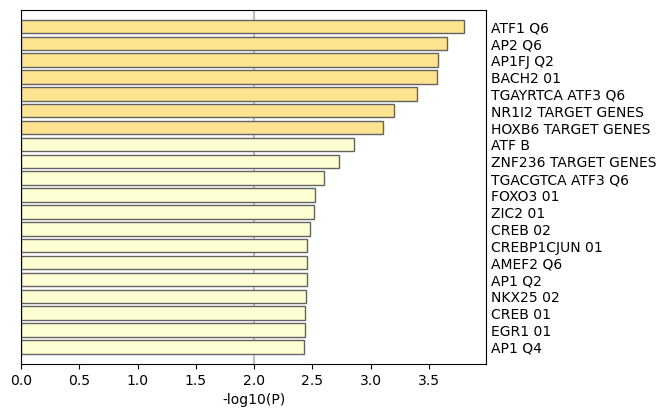 ATF1 Q6
AP2 Q6
AP1FJ Q2
BACH2 01
TGAYRTCA ATF3 Q6
NR1I2 TARGET GENES
HOXB6 TARGET GENES
ATF B
ZNF236 TARGET GENES
TGACGTCA ATF3 Q6
FOXO3 01
ZIC2 01
CREB 02
CREBP1CJUN 01
AMEF2 Q6
AP1 Q2
NKX25 02
CREB 01
EGR1 01
AP1 Q4
0.0 0.5 1.0 1.5 2.0 2.5 3.0 3.5
-log10(P)